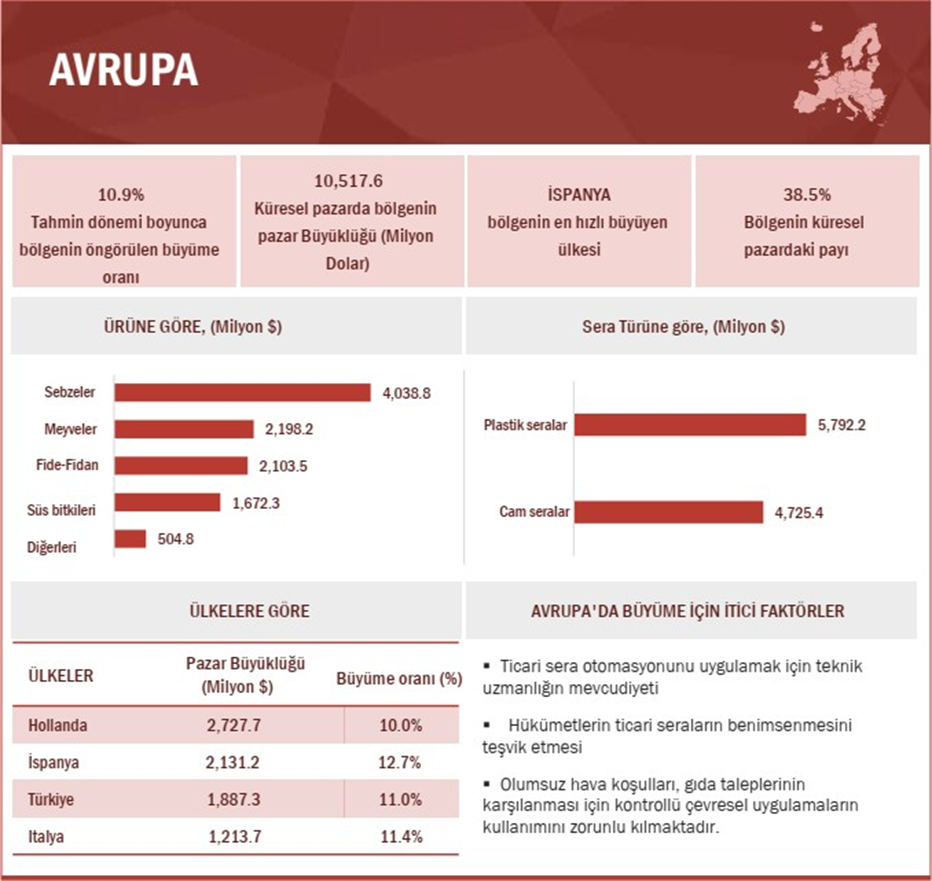 AVRUPA
10.9%
Tahmin dönemi boyunca
bölgenin öngörülen büyüme
oranı
10,517.6
Küresel pazarda bölgenin
pazar Büyüklüğü (Milyon
Dolar)
İSPANYA
bölgenin en hızlı büyüyen
ülkesi
38.5%
Bölgenin küresel
pazardaki payı
ÜRÜNE GÖRE, (Milyon $)
Sebzeler 4,038.8
Meyveler 2,198.2
Fide-Fidan 2,103.5
Süs bitkileri 1,672.3
Diğerleri 504.8
Sera Türüne göre, (Milyon $)
Plastik seralar 5,792.2
Cam seralar 4,725.4
ÜLKELERE GÖRE
ÜLKELER Pazar Büyüklüğü (Milyon $) Büyüme oranı (%)
Hollanda 2,727.7 10.0%
İspanya 2,131.2 12.7%
Türkiye 1,887.3 11.0%
Italya 1,213.7 11.4%
AVRUPA'DA BÜYÜME İÇİN İTİCİ FAKTÖRLER
▪ Ticari sera otomasyonunu uygulamak için teknik
uzmanlığın mevcudiyeti
▪ Hükümetlerin ticari seraların benimsenmesini
teşvik etmesi
▪ Olumsuz hava koşulları, gıda taleplerinin
karşılanması için kontrollü çevresel uygulamaların
kullanımını zorunlu kılmaktadır.